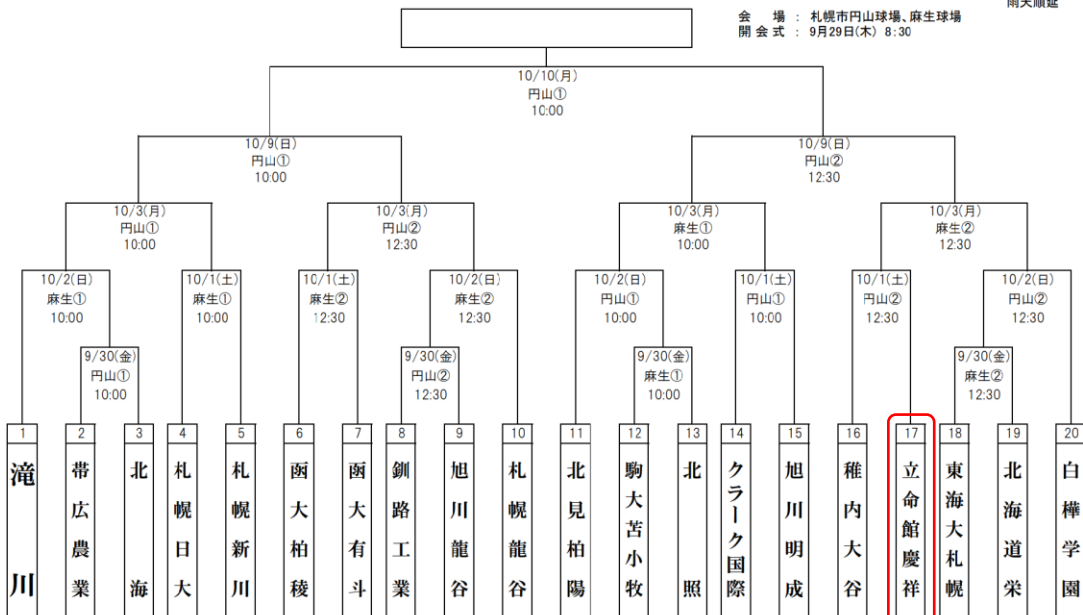 雨天順延
会　場 ： 札幌市円山球場、麻生球場
開会式 ： 9月29日(木) 8:30
10/10(月)
円山①
10:00
10/9(日)
円山①
10:00
10/9(日)
円山②
12:30
10/3(月)
円山①
10:00
10/3(月)
円山②
12:30
10/3(月)
麻生①
10:00
10/3(月)
麻生②
12:30
10/2(日)
麻生①
10:00
10/1(土)
麻生①
10:00
10/1(土)
麻生②
12:30
10/2(日)
麻生②
12:30
10/2(日)
円山①
10:00
10/1(土)
円山①
10:00
10/1(土)
円山②
12:30
10/2(日)
円山②
12:30
9/30(金)
円山①
10:00
9/30(金)
円山②
12:30
9/30(金)
麻生①
10:00
9/30(金)
麻生②
12:30
1
滝川
2
帯広農業
3
北海
4
札幌日大
5
札幌新川
6
函大柏稜
7
函大有斗
8
釧路工業
9
旭川龍谷
10
札幌龍谷
11
北見柏陽
12
駒大苫小牧
13
北照
14
クラーク国際
15
旭川明成
16
稚内大谷
17
立命館慶祥
18
東海大札幌
19
北海道栄
20
白樺学園